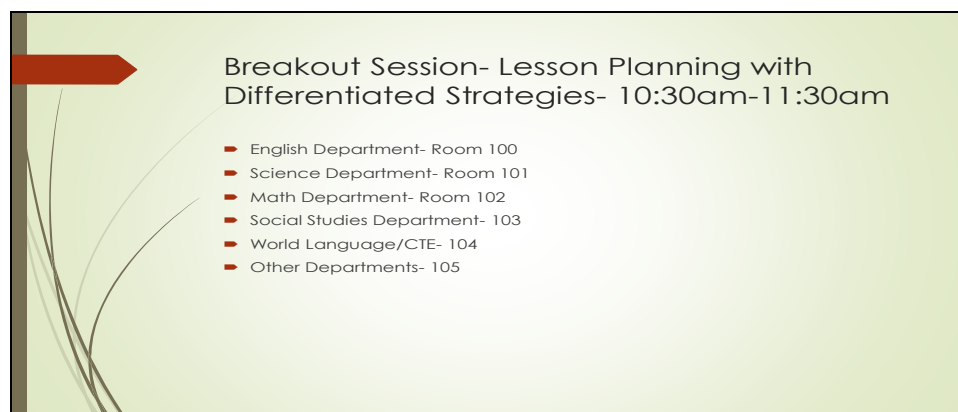 Breakout Session- Lesson Planning with
Differentiated Strategies- 10:30am-11:30am
English Department- Room 100
Science Department- Room 101
Math Department- Room 102
Social Studies Department- 103
World Language/CTE- 104
Other Departments- 105